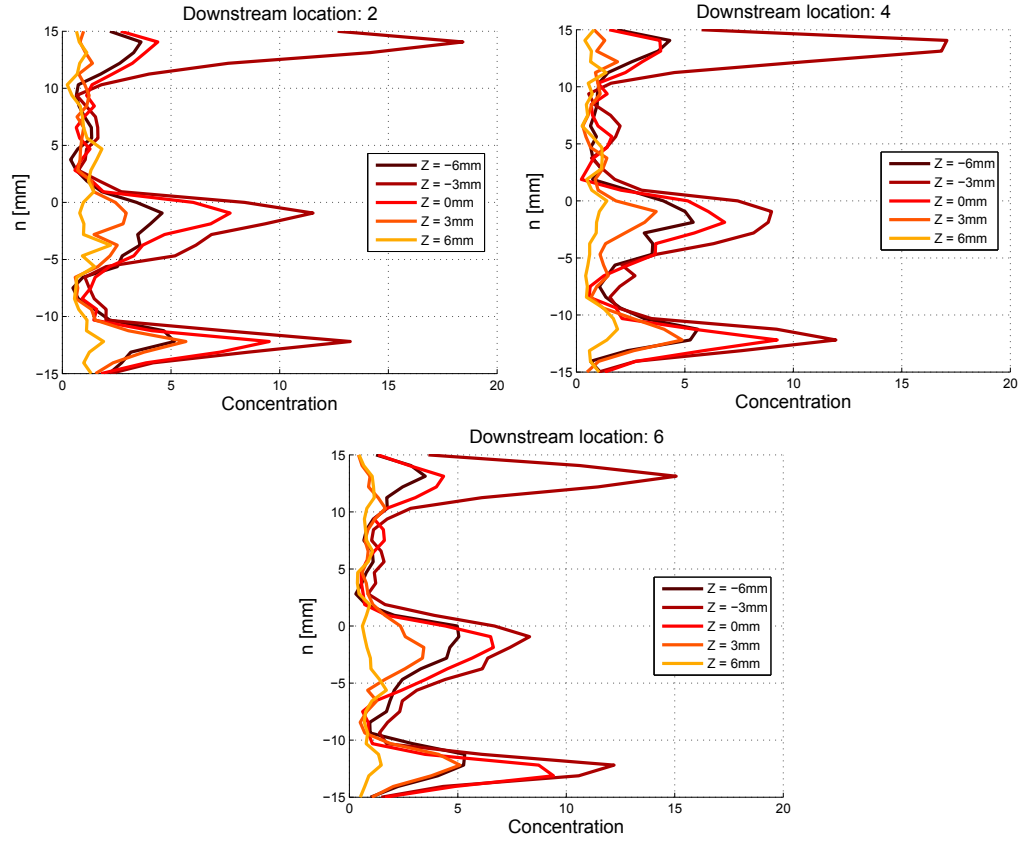 Downstream location: 2
15
10
5
0
−5
−10
−15
n [mm]
0
5
10
15
20
Concentration
Z = −6mm
Z = −3mm
Z = 0mm
Z = 3mm
Z = 6mm
Downstream location: 4
15
10
5
0
−5
−10
−15
n [mm]
0
5
10
15
20
Concentration
Z = −6mm
Z = −3mm
Z = 0mm
Z = 3mm
Z = 6mm
Downstream location: 6
15
10
5
0
−5
−10
−15
n [mm]
0
5
10
15
20
Concentration
Z = −6mm
Z = −3mm
Z = 0mm
Z = 3mm
Z = 6mm